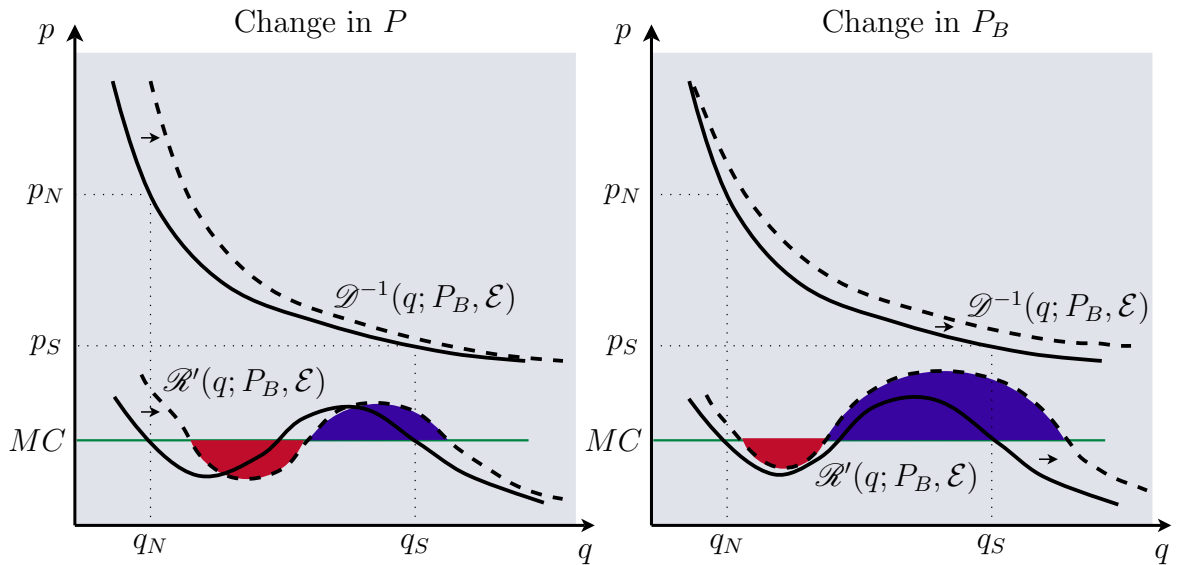 Change in P
p
p_N
𝒟⁻¹(q; P_B, ℰ)
p_S
ℛ′(q; P_B, ℰ)
MC
q_N
q_S
q
Change in P_B
p
p_N
𝒟⁻¹(q; P_B, ℰ)
p_S
MC
ℛ′(q; P_B, ℰ)
q_N
q_S
q